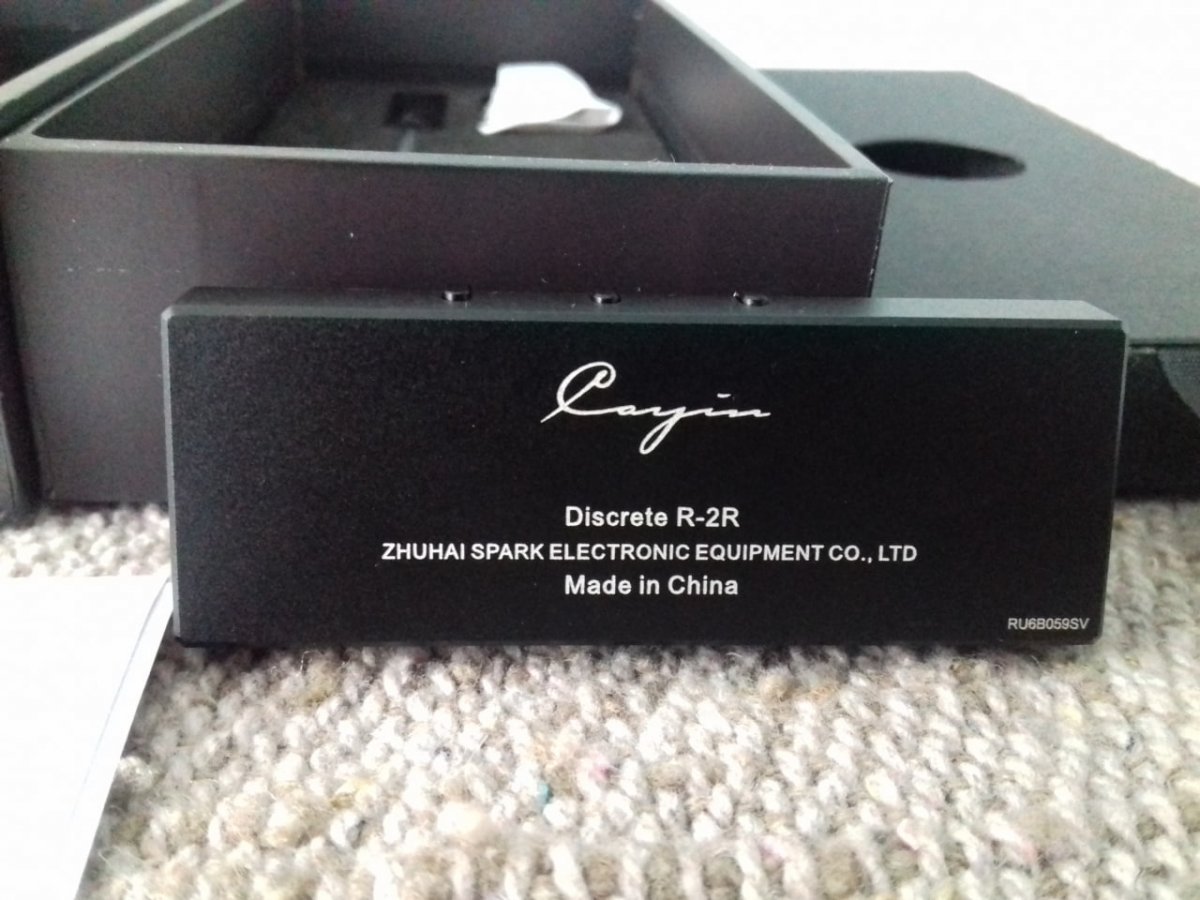 Cayin
Discrete R-2R
ZHUHAI SPARK ELECTRONIC EQUIPMENT CO., LTD
Made in China
RU6B059SV